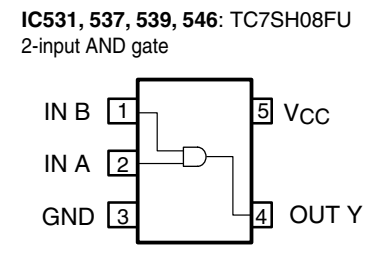 IC531, 537, 539, 546: TC7SH08FU
2-input AND gate
IN B 1 5 VCC
IN A 2
GND 3 4 OUT Y